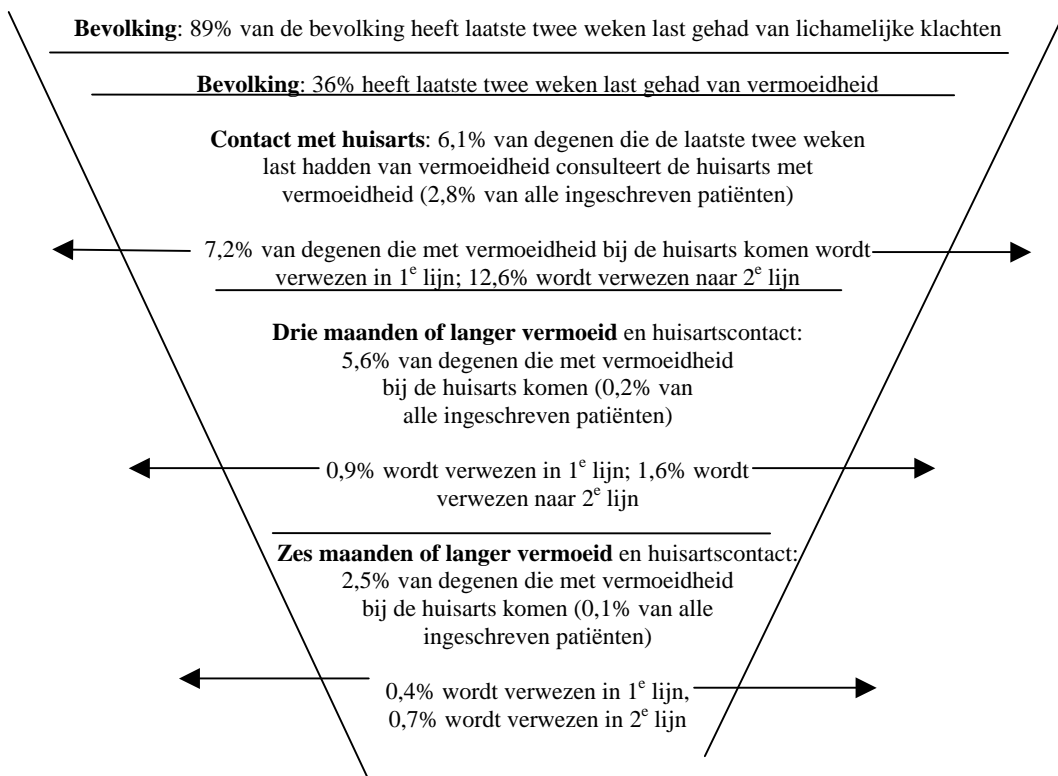 Bevolking: 89% van de bevolking heeft laatste twee weken last gehad van lichamelijke klachten
Bevolking: 36% heeft laatste twee weken last gehad van vermoeidheid
Contact met huisarts: 6,1% van degenen die de laatste twee weken
last hadden van vermoeidheid consulteert de huisarts met
vermoeidheid (2,8% van alle ingeschreven patiënten)
7,2% van degenen die met vermoeidheid bij de huisarts komen wordt
verwezen in 1e lijn; 12,6% wordt verwezen naar 2e lijn
Drie maanden of langer vermoeid en huisartscontact:
5,6% van degenen die met vermoeidheid
bij de huisarts komen (0,2% van
alle ingeschreven patiënten)
0,9% wordt verwezen in 1e lijn; 1,6% wordt
verwezen naar 2e lijn
Zes maanden of langer vermoeid en huisartscontact:
2,5% van degenen die met vermoeidheid
bij de huisarts komen (0,1% van alle
ingeschreven patiënten)
0,4% wordt verwezen in 1e lijn,
0,7% wordt verwezen in 2e lijn